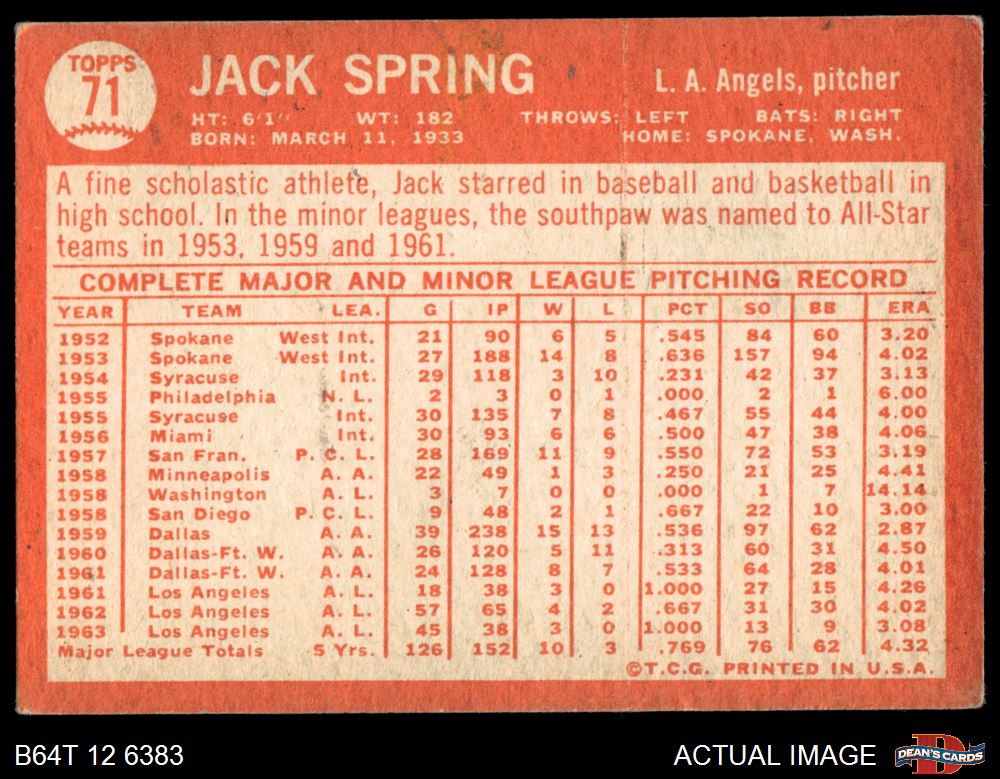 TOPPS
71
JACK SPRING
L. A. Angels, pitcher
HT: 6'1" WT: 182 THROWS: LEFT BATS: RIGHT
BORN: MARCH 11, 1933 HOME: SPOKANE, WASH.
A fine scholastic athlete, Jack starred in baseball and basketball in
high school. In the minor leagues, the southpaw was named to All-Star
teams in 1953, 1959 and 1961.
COMPLETE MAJOR AND MINOR LEAGUE PITCHING RECORD
YEAR TEAM LEA. G IP W L PCT SO BB ERA
1952 Spokane West Int. 21 90 6 5 .545 84 60 3.20
1953 Spokane West Int. 27 188 14 8 .636 157 94 4.02
1954 Syracuse Int. 29 118 3 10 .231 42 37 3.13
1955 Philadelphia N. L. 2 3 0 1 .000 2 1 6.00
1955 Syracuse Int. 30 135 7 8 .467 55 44 4.00
1956 Miami Int. 30 93 6 6 .500 47 38 4.06
1957 San Fran. P. C. L. 28 169 11 9 .550 72 53 3.19
1958 Minneapolis A. A. 22 49 1 3 .250 21 25 4.41
1958 Washington A. L. 3 7 0 0 .000 1 7 14.14
1958 San Diego P. C. L. 9 48 2 1 .667 22 10 3.00
1959 Dallas A. A. 39 238 15 13 .536 97 62 2.87
1960 Dallas-Ft. W. A. A. 26 120 5 11 .313 60 31 4.50
1961 Dallas-Ft. W. A. A. 24 128 8 7 .533 64 28 4.01
1961 Los Angeles A. L. 18 38 3 0 1.000 27 15 4.26
1962 Los Angeles A. L. 57 65 4 2 .667 31 30 4.02
1963 Los Angeles A. L. 45 38 3 0 1.000 13 9 3.08
Major League Totals 5 Yrs. 126 152 10 3 .769 76 62 4.32
©T.C.G. PRINTED IN U.S.A.
B64T 12 6383
ACTUAL IMAGE
DEAN'S CARDS